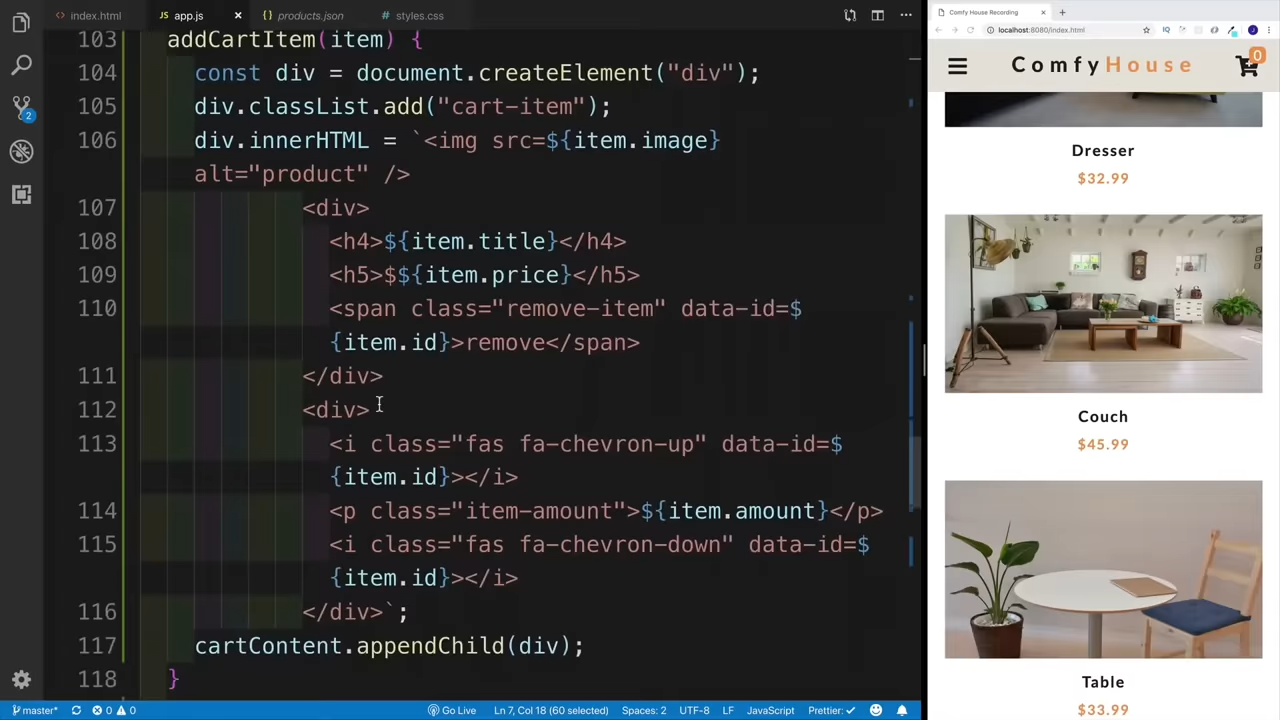 index.html
app.js
products.json
styles.css
2
103 addCartItem(item) {
104 const div = document.createElement("div");
105 div.classList.add("cart-item");
106 div.innerHTML = `<img src=${item.image}
alt="product" />
107 <div>
108 <h4>${item.title}</h4>
109 <h5>$${item.price}</h5>
110 <span class="remove-item" data-id=$
{item.id}>remove</span>
111 </div>
112 <div>
113 <i class="fas fa-chevron-up" data-id=$
{item.id}></i>
114 <p class="item-amount">${item.amount}</p>
115 <i class="fas fa-chevron-down" data-id=$
{item.id}></i>
116 </div>`;
117 cartContent.appendChild(div);
118 }
master* 0 0 Go Live Ln 7, Col 18 (60 selected) Spaces: 2 UTF-8 LF JavaScript Prettier: ✓
Comfy House Recording
localhost:8080/index.html
ComfyHouse 0
Dresser
$32.99
Couch
$45.99
Table
$33.99